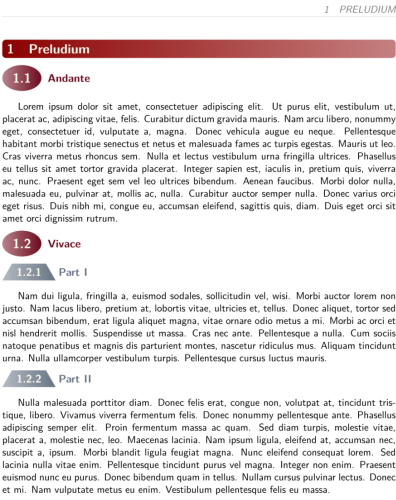 1 PRELUDIUM
1 Preludium
1.1 Andante
Lorem ipsum dolor sit amet, consectetuer adipiscing elit. Ut purus elit, vestibulum ut,
placerat ac, adipiscing vitae, felis. Curabitur dictum gravida mauris. Nam arcu libero, nonummy
eget, consectetuer id, vulputate a, magna. Donec vehicula augue eu neque. Pellentesque
habitant morbi tristique senectus et netus et malesuada fames ac turpis egestas. Mauris ut leo.
Cras viverra metus rhoncus sem. Nulla et lectus vestibulum urna fringilla ultrices. Phasellus
eu tellus sit amet tortor gravida placerat. Integer sapien est, iaculis in, pretium quis, viverra
ac, nunc. Praesent eget sem vel leo ultrices bibendum. Aenean faucibus. Morbi dolor nulla,
malesuada eu, pulvinar at, mollis ac, nulla. Curabitur auctor semper nulla. Donec varius orci
eget risus. Duis nibh mi, congue eu, accumsan eleifend, sagittis quis, diam. Duis eget orci sit
amet orci dignissim rutrum.
1.2 Vivace
1.2.1 Part I
Nam dui ligula, fringilla a, euismod sodales, sollicitudin vel, wisi. Morbi auctor lorem non
justo. Nam lacus libero, pretium at, lobortis vitae, ultricies et, tellus. Donec aliquet, tortor sed
accumsan bibendum, erat ligula aliquet magna, vitae ornare odio metus a mi. Morbi ac orci et
nisl hendrerit mollis. Suspendisse ut massa. Cras nec ante. Pellentesque a nulla. Cum sociis
natoque penatibus et magnis dis parturient montes, nascetur ridiculus mus. Aliquam tincidunt
urna. Nulla ullamcorper vestibulum turpis. Pellentesque cursus luctus mauris.
1.2.2 Part II
Nulla malesuada porttitor diam. Donec felis erat, congue non, volutpat at, tincidunt tris-
tique, libero. Vivamus viverra fermentum felis. Donec nonummy pellentesque ante. Phasellus
adipiscing semper elit. Proin fermentum massa ac quam. Sed diam turpis, molestie vitae,
placerat a, molestie nec, leo. Maecenas lacinia. Nam ipsum ligula, eleifend at, accumsan nec,
suscipit a, ipsum. Morbi blandit ligula feugiat magna. Nunc eleifend consequat lorem. Sed
lacinia nulla vitae enim. Pellentesque tincidunt purus vel magna. Integer non enim. Praesent
euismod nunc eu purus. Donec bibendum quam in tellus. Nullam cursus pulvinar lectus. Donec
et mi. Nam vulputate metus eu enim. Vestibulum pellentesque felis eu massa.